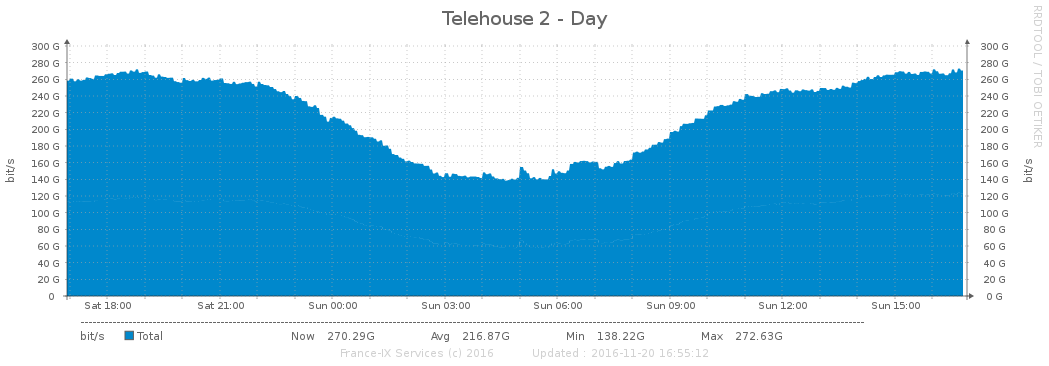 Telehouse 2 - Day
RRDTOOL / TOBI OETIKER
bit/s
300 G 300 G
280 G 280 G
260 G 260 G
240 G 240 G
220 G 220 G
200 G 200 G
180 G 180 G
160 G 160 G
140 G 140 G
120 G 120 G
100 G 100 G
80 G 80 G
60 G 60 G
40 G 40 G
20 G 20 G
0 0 G
bit/s
Sat 18:00 Sat 21:00 Sun 00:00 Sun 03:00 Sun 06:00 Sun 09:00 Sun 12:00 Sun 15:00
bit/s Total Now 270.29G Avg 216.87G Min 138.22G Max 272.63G
France-IX Services (c) 2016 Updated : 2016-11-20 16:55:12